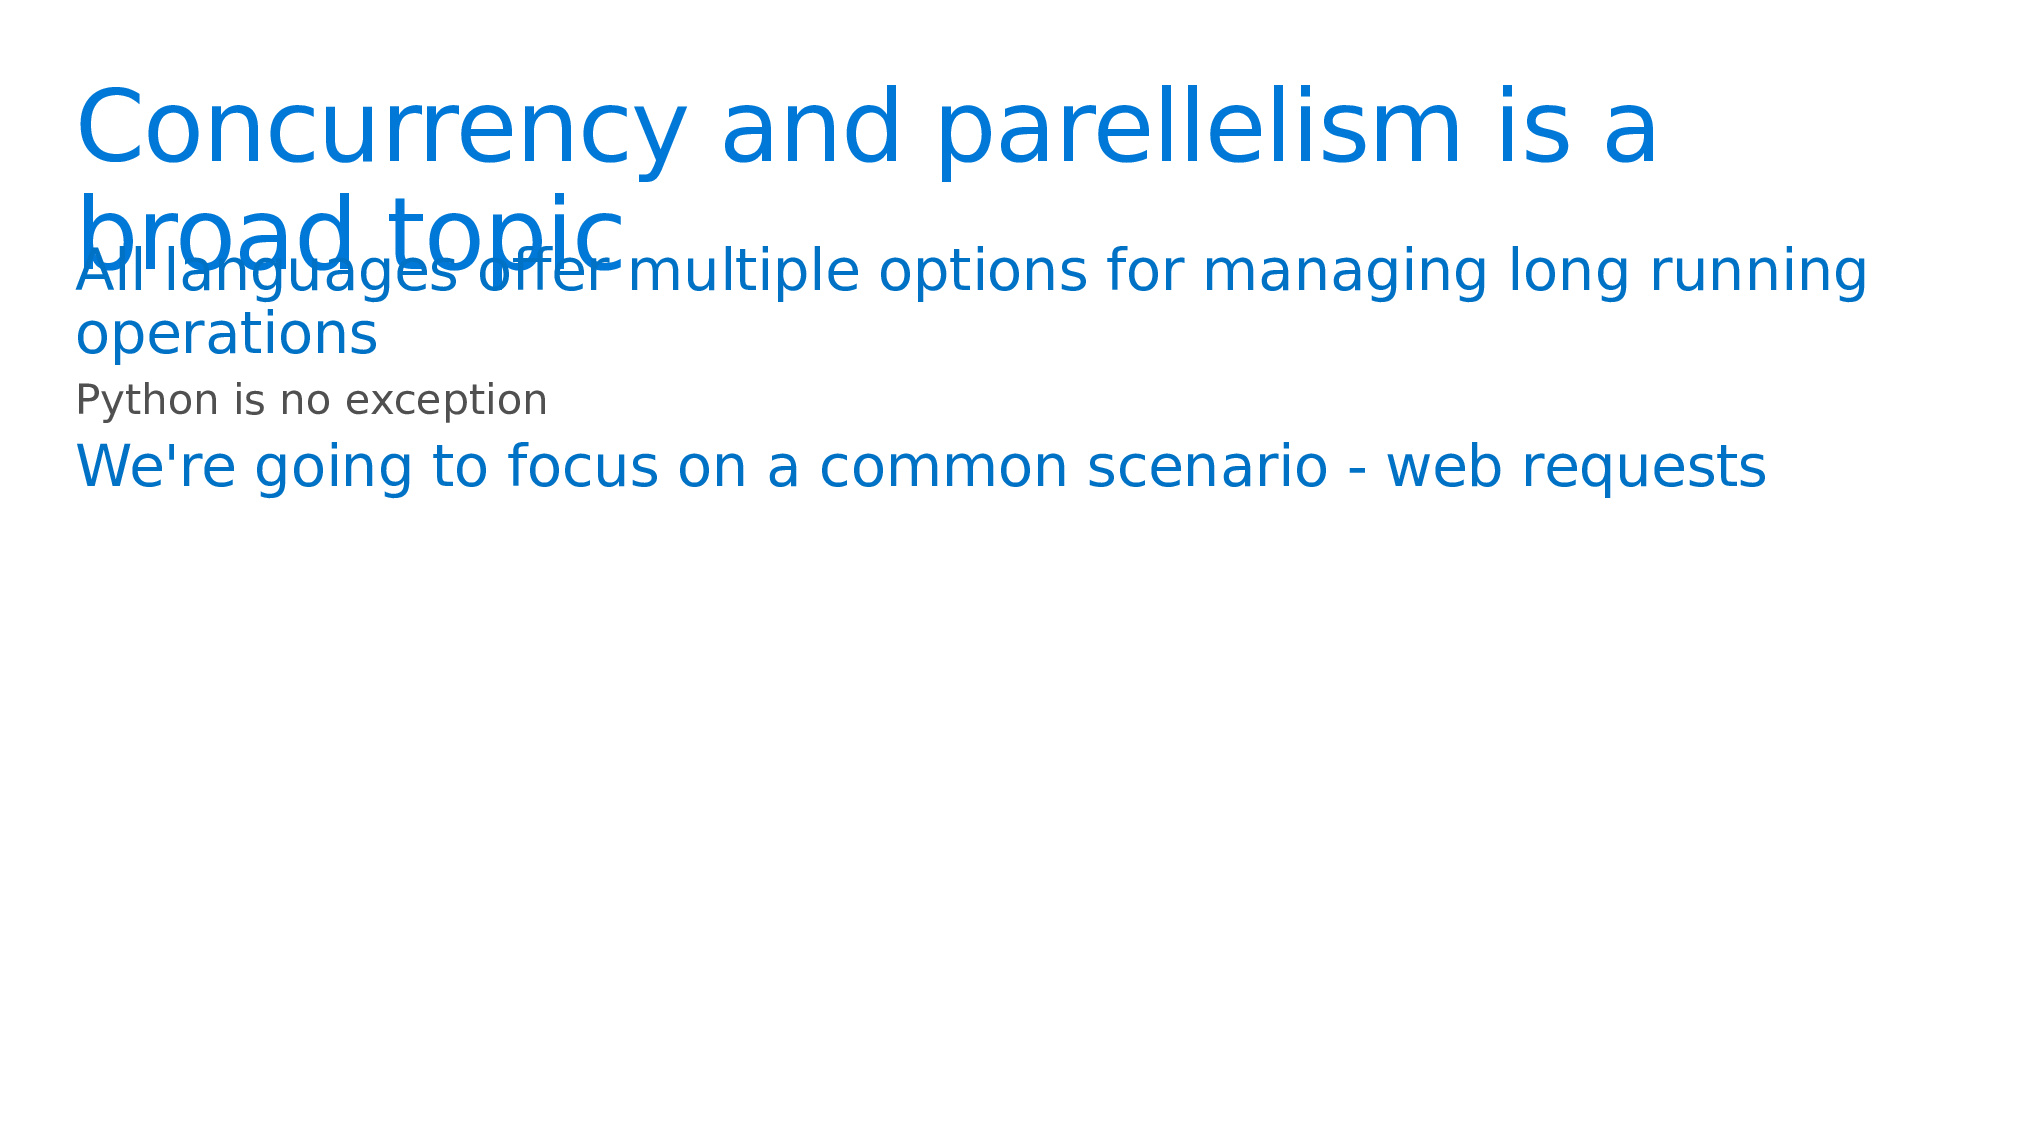 Concurrency and parellelism is a
broad topic
All languages offer multiple options for managing long running
operations
Python is no exception
We're going to focus on a common scenario - web requests